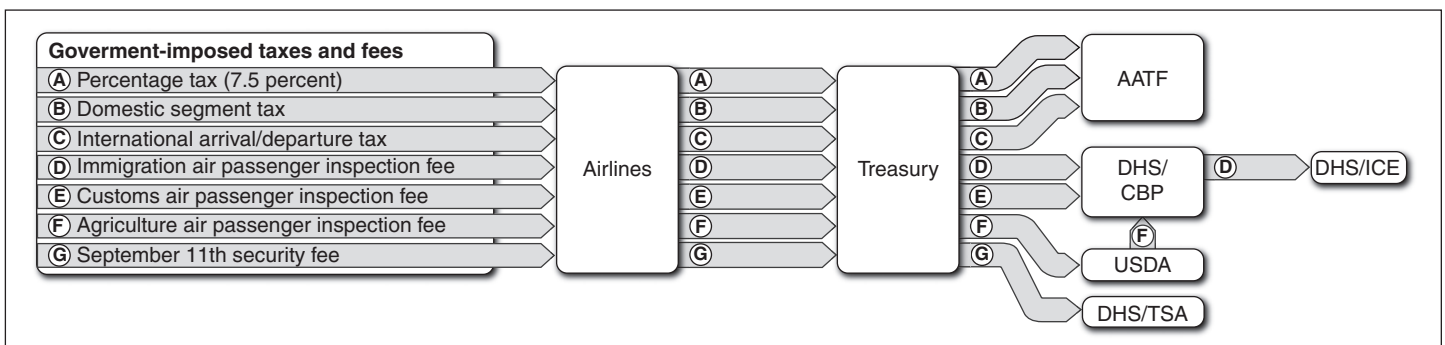 Goverment-imposed taxes and fees
A Percentage tax (7.5 percent)
B Domestic segment tax
C International arrival/departure tax
D Immigration air passenger inspection fee
E Customs air passenger inspection fee
F Agriculture air passenger inspection fee
G September 11th security fee
Airlines
A
B
C
D
E
F
G
Treasury
A
B
C
D
E
F
G
AATF
DHS/
CBP
D
DHS/ICE
F
USDA
DHS/TSA